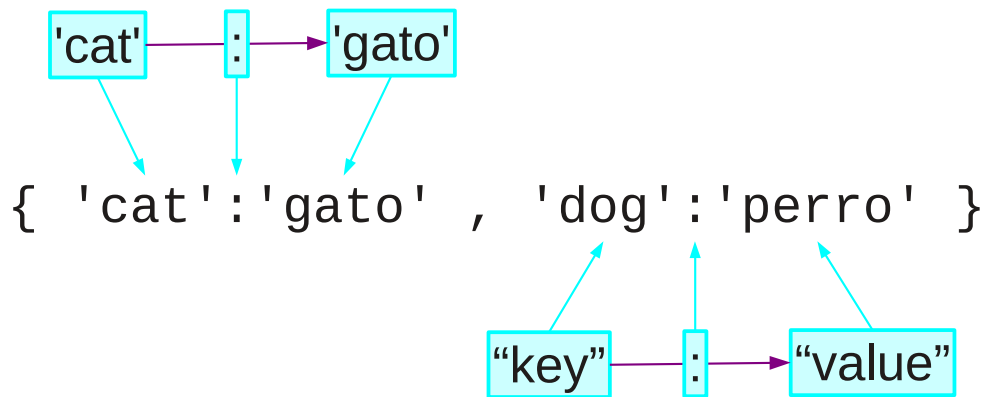 'cat' : 'gato'
{ 'cat':'gato' , 'dog':'perro' }
“key” : “value”